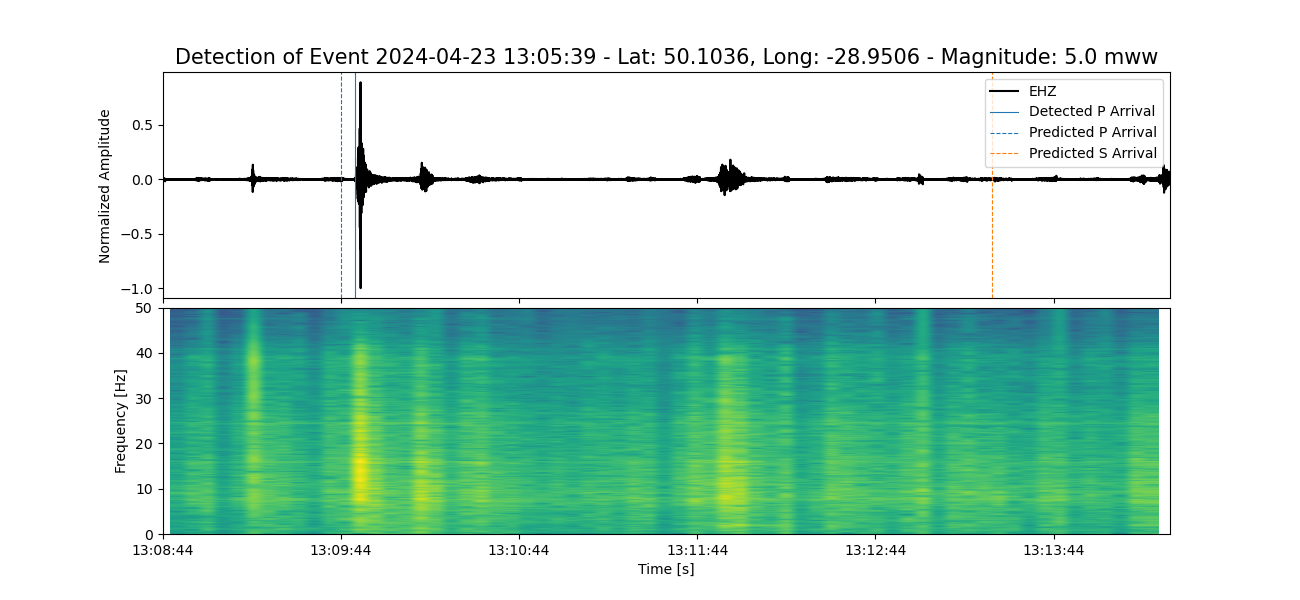 Detection of Event 2024-04-23 13:05:39 - Lat: 50.1036, Long: -28.9506 - Magnitude: 5.0 mww
Normalized Amplitude
0.5
0.0
−0.5
−1.0
EHZ
Detected P Arrival
Predicted P Arrival
Predicted S Arrival
Frequency [Hz]
50
40
30
20
10
0
13:08:44 13:09:44 13:10:44 13:11:44 13:12:44 13:13:44
Time [s]